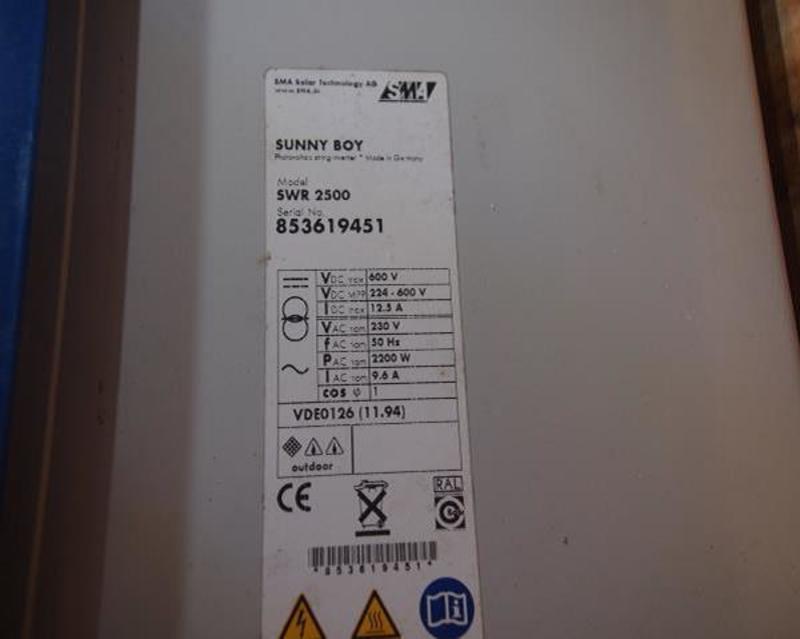 SMA Solar Technology AG
www.SMA.de
SMA
SUNNY BOY
Photovoltaic string inverter * Made in Germany
Model
SWR 2500
Serial No.
853619451
VDC max 600 V
VDC MPP 224 - 600 V
IDC max 12.5 A
VAC nom 230 V
fAC nom 50 Hz
PAC nom 2200 W
IAC nom 9.6 A
cos φ 1
VDE0126 (11.94)
outdoor
CE
RAL
*853619451*